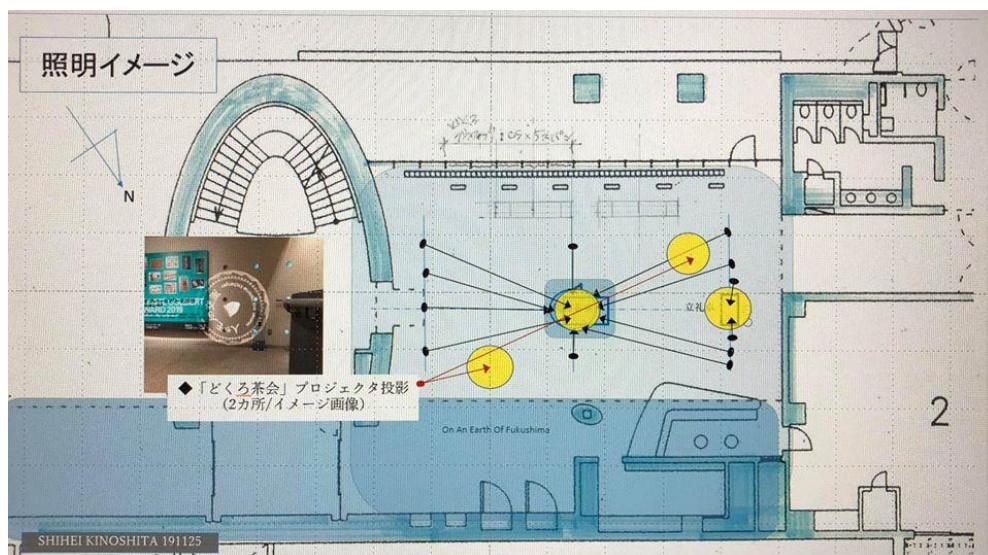 照明イメージ
N
AWARD 2019
立礼
◆「どくろ茶会」プロジェクタ投影
(2カ所/イメージ画像)
On An Earth Of Fukushima
2
SHIHEI KINOSHITA 191125